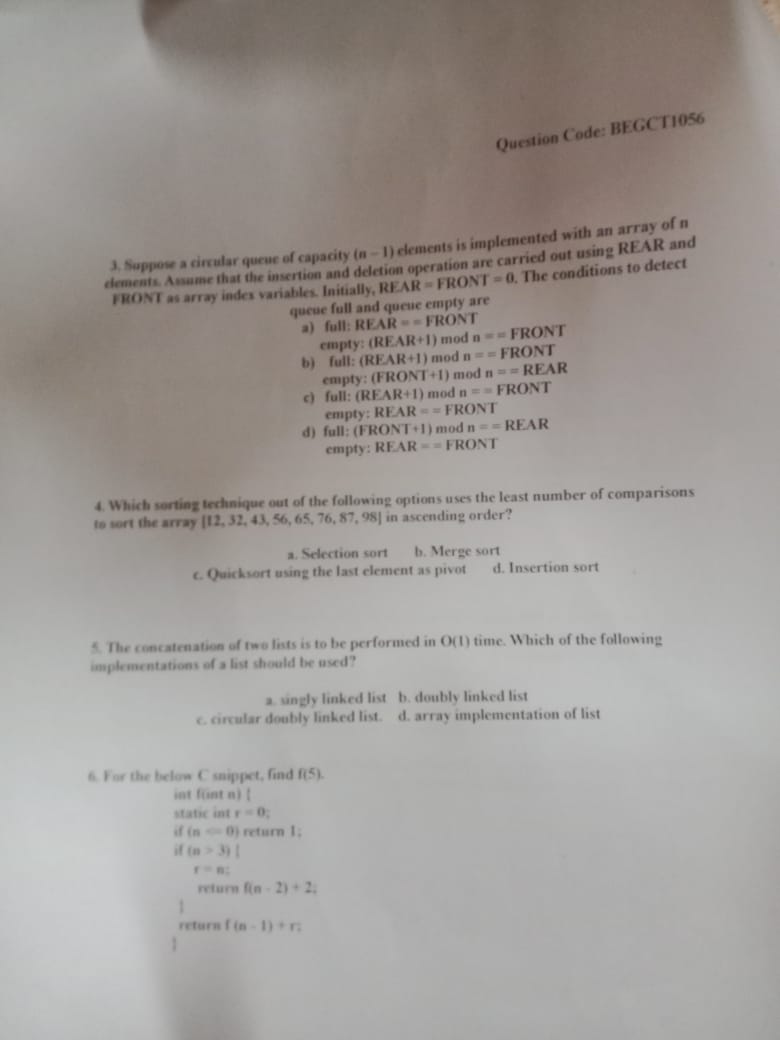 Question Code: BEGCT1056
3. Suppose a circular queue of capacity (n – 1) elements is implemented with an array of n
elements. Assume that the insertion and deletion operation are carried out using REAR and
FRONT as array index variables. Initially, REAR = FRONT = 0. The conditions to detect
queue full and queue empty are
a) full: REAR = = FRONT
empty: (REAR+1) mod n = = FRONT
b) full: (REAR+1) mod n = = FRONT
empty: (FRONT+1) mod n = = REAR
c) full: (REAR+1) mod n = = FRONT
empty: REAR = = FRONT
d) full: (FRONT+1) mod n = = REAR
empty: REAR = = FRONT
4. Which sorting technique out of the following options uses the least number of comparisons
to sort the array [12, 32, 43, 56, 65, 76, 87, 98] in ascending order?
a. Selection sort b. Merge sort
c. Quicksort using the last element as pivot d. Insertion sort
5. The concatenation of two lists is to be performed in O(1) time. Which of the following
implementations of a list should be used?
a. singly linked list b. doubly linked list
c. circular doubly linked list. d. array implementation of list
6. For the below C snippet, find f(5).
int f(int n) {
static int r = 0;
if (n <= 0) return 1;
if (n > 3) {
r = n;
return f(n - 2) + 2;
}
return f (n - 1) + r;
}